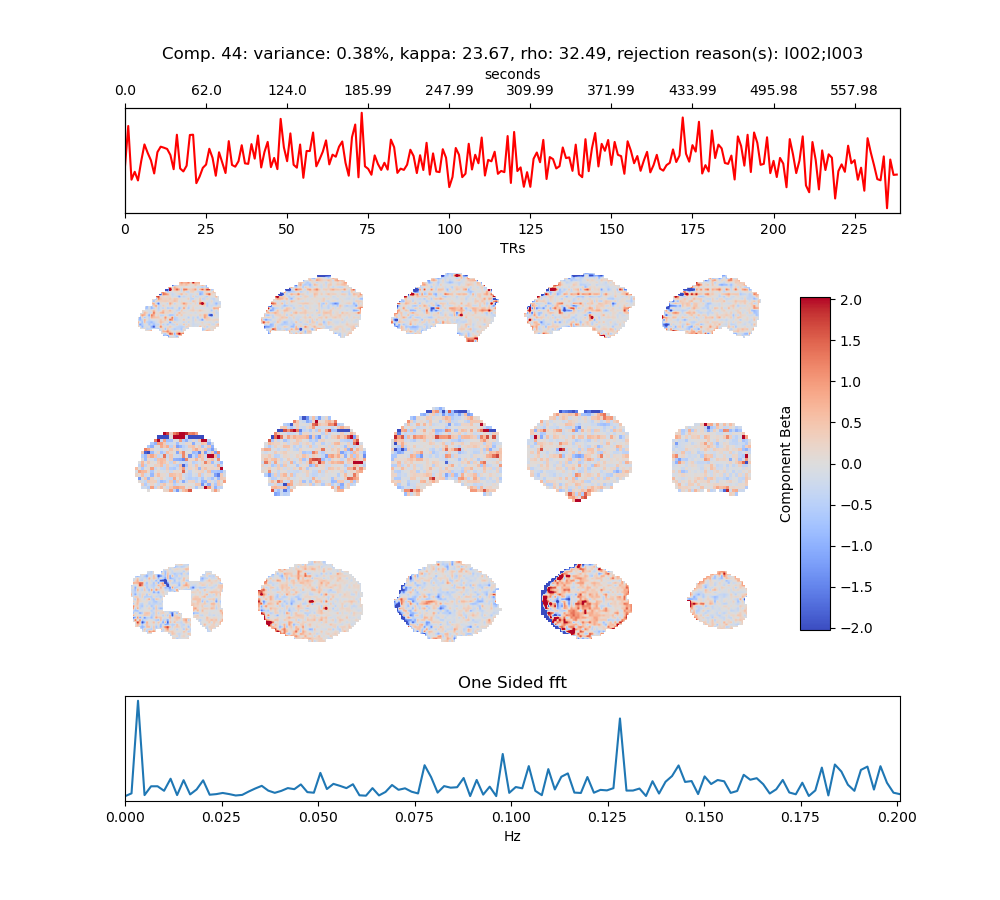 Comp. 44: variance: 0.38%, kappa: 23.67, rho: 32.49, rejection reason(s): I002;I003
seconds
0.0 62.0 124.0 185.99 247.99 309.99 371.99 433.99 495.98 557.98
0 25 50 75 100 125 150 175 200 225
TRs
2.0
1.5
1.0
0.5
0.0
−0.5
−1.0
−1.5
−2.0
Component Beta
One Sided fft
0.000 0.025 0.050 0.075 0.100 0.125 0.150 0.175 0.200
Hz